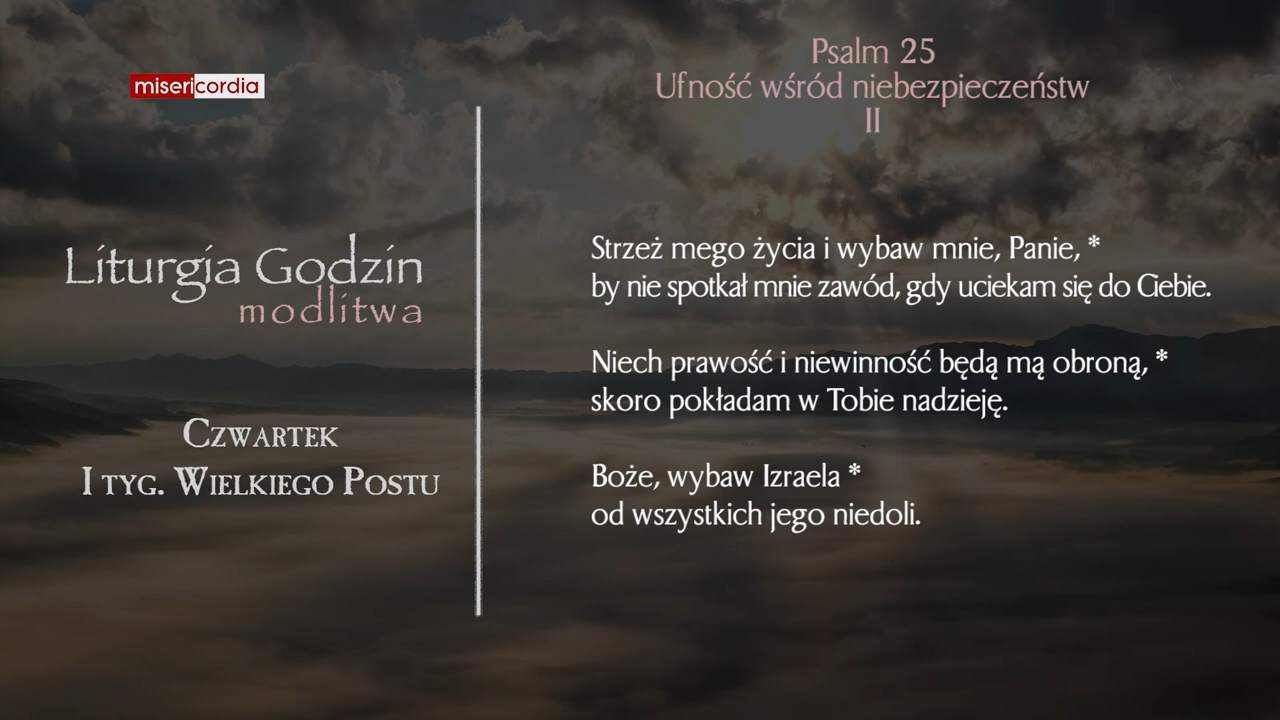 misericordia
Liturgia Godzin
modlitwa
Czwartek
I tyg. Wielkiego Postu
Psalm 25
Ufność wśród niebezpieczeństw
II
Strzeż mego życia i wybaw mnie, Panie, *
by nie spotkał mnie zawód, gdy uciekam się do Ciebie.
Niech prawość i niewinność będą mą obroną, *
skoro pokładam w Tobie nadzieję.
Boże, wybaw Izraela *
od wszystkich jego niedoli.